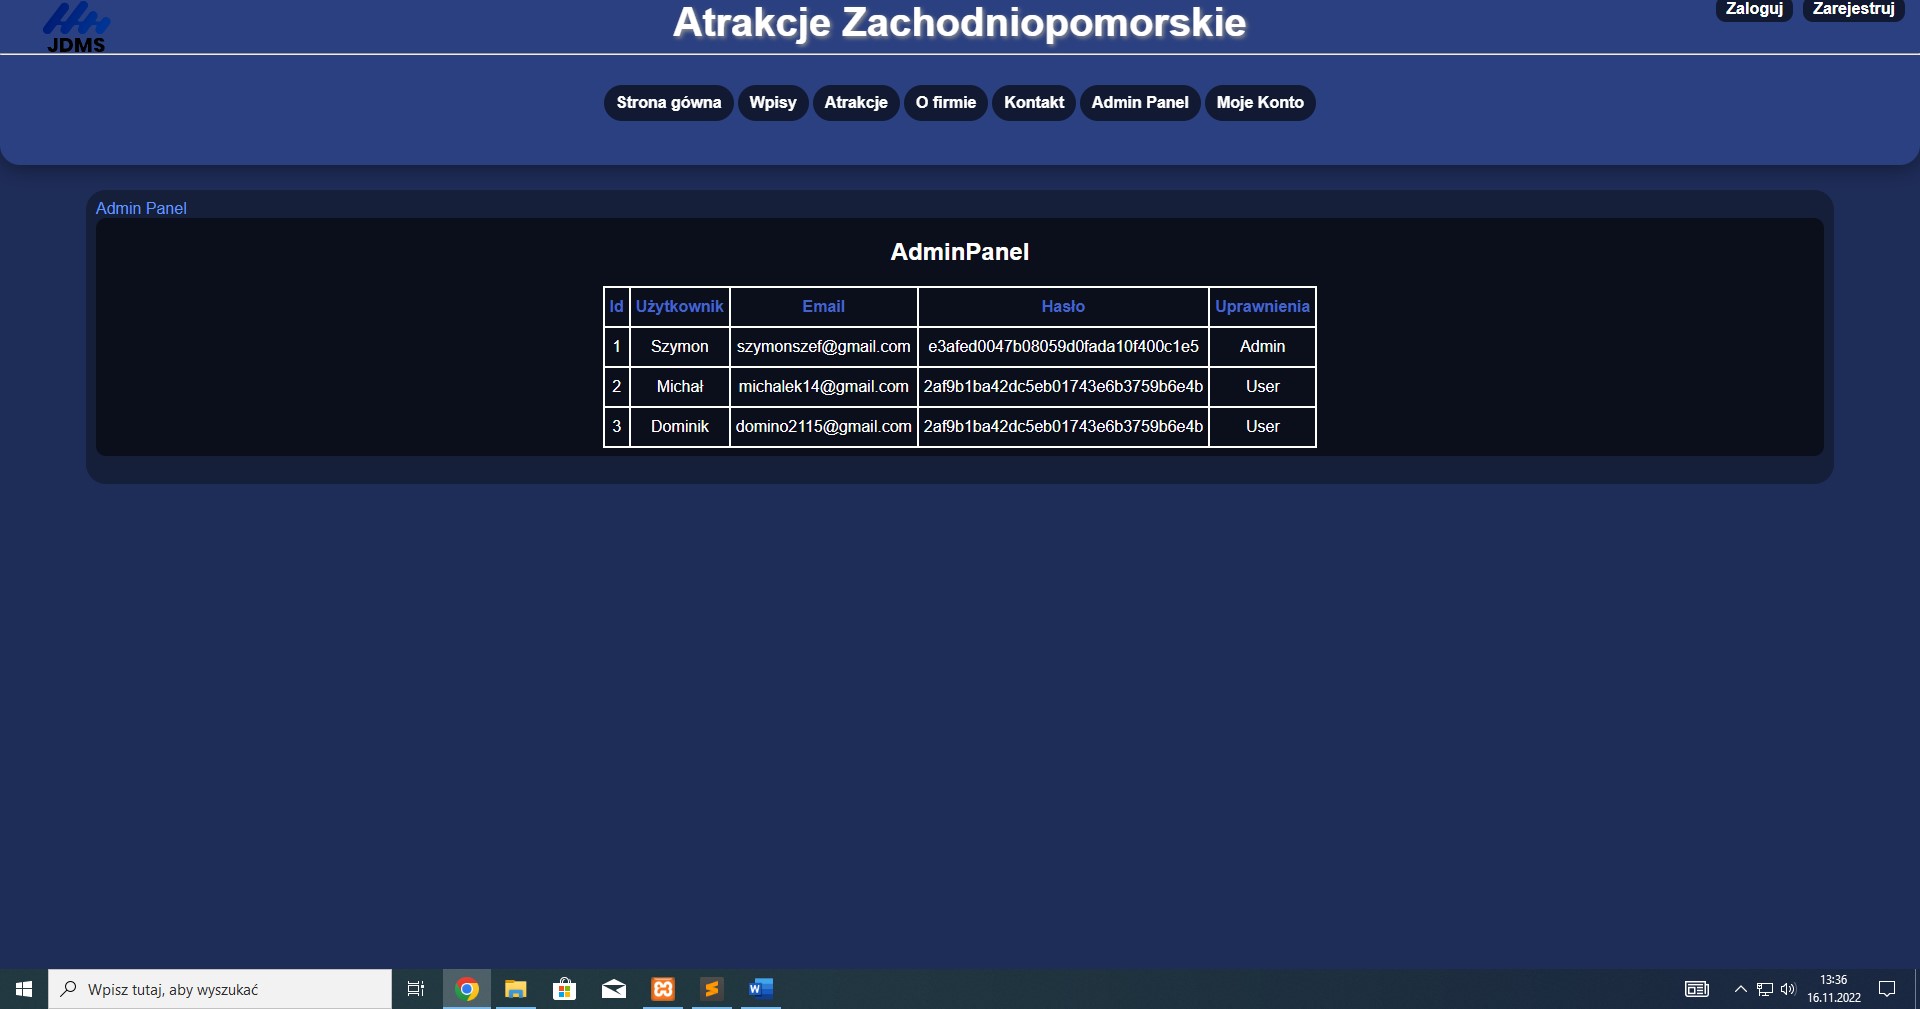 JDMS
Atrakcje Zachodniopomorskie
Zaloguj Zarejestruj
Strona gówna Wpisy Atrakcje O firmie Kontakt Admin Panel Moje Konto
Admin Panel
AdminPanel
Id Użytkownik Email Hasło Uprawnienia
1 Szymon szymonszef@gmail.com e3afed0047b08059d0fada10f400c1e5 Admin
2 Michał michalek14@gmail.com 2af9b1ba42dc5eb01743e6b3759b6e4b User
3 Dominik domino2115@gmail.com 2af9b1ba42dc5eb01743e6b3759b6e4b User
Wpisz tutaj, aby wyszukać
13:36
16.11.2022